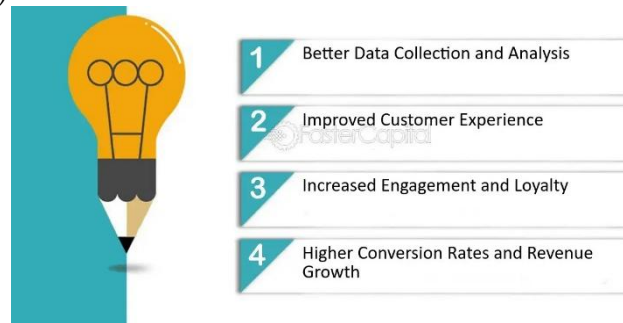 1 Better Data Collection and Analysis
2 Improved Customer Experience
FasterCapital
3 Increased Engagement and Loyalty
4 Higher Conversion Rates and Revenue
Growth